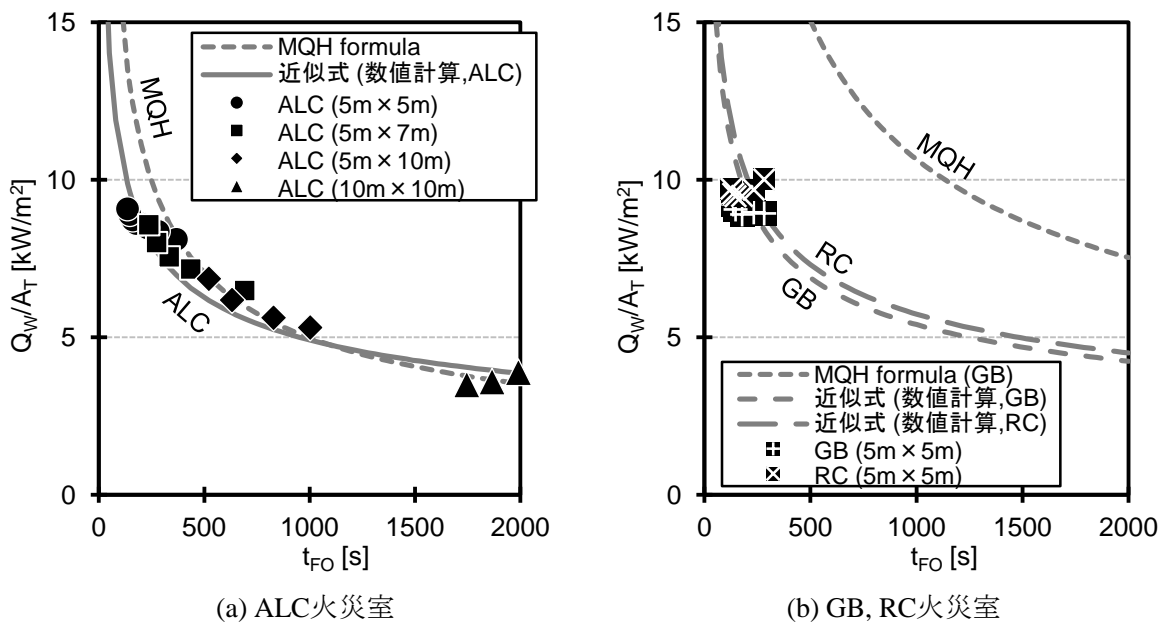 15
10
5
0
0
500
1000
1500
2000
Q_W/A_T [kW/m²]
t_FO [s]
MQH formula
近似式 (数値計算,ALC)
ALC (5m×5m)
ALC (5m×7m)
ALC (5m×10m)
ALC (10m×10m)
MQH
ALC
(a) ALC火災室
15
10
5
0
0
500
1000
1500
2000
Q_W/A_T [kW/m²]
t_FO [s]
MQH
RC
GB
MQH formula (GB)
近似式 (数値計算,GB)
近似式 (数値計算,RC)
GB (5m×5m)
RC (5m×5m)
(b) GB, RC火災室